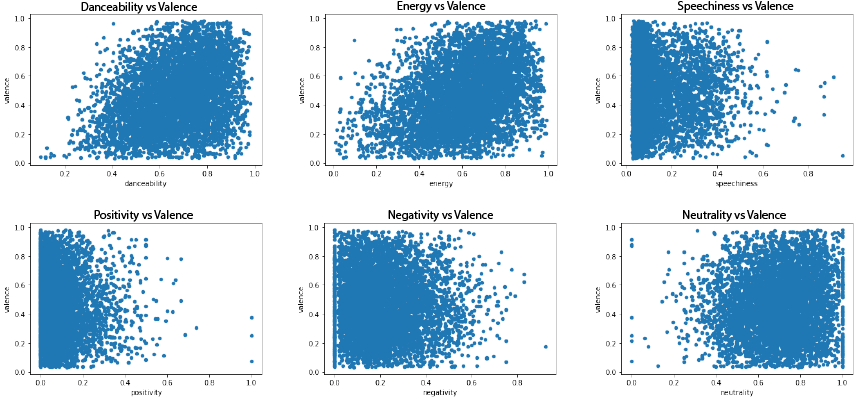 Danceability vs Valence
1.0
0.8
0.6
0.4
0.2
0.0
valence
0.2 0.4 0.6 0.8 1.0
danceability
Energy vs Valence
1.0
0.8
0.6
0.4
0.2
0.0
valence
0.0 0.2 0.4 0.6 0.8 1.0
energy
Speechiness vs Valence
1.0
0.8
0.6
0.4
0.2
0.0
valence
0.0 0.2 0.4 0.6 0.8
speechiness
Positivity vs Valence
1.0
0.8
0.6
0.4
0.2
0.0
valence
0.0 0.2 0.4 0.6 0.8 1.0
positivity
Negativity vs Valence
1.0
0.8
0.6
0.4
0.2
0.0
valence
0.0 0.2 0.4 0.6 0.8
negativity
Neutrality vs Valence
1.0
0.8
0.6
0.4
0.2
0.0
valence
0.0 0.2 0.4 0.6 0.8 1.0
neutrality